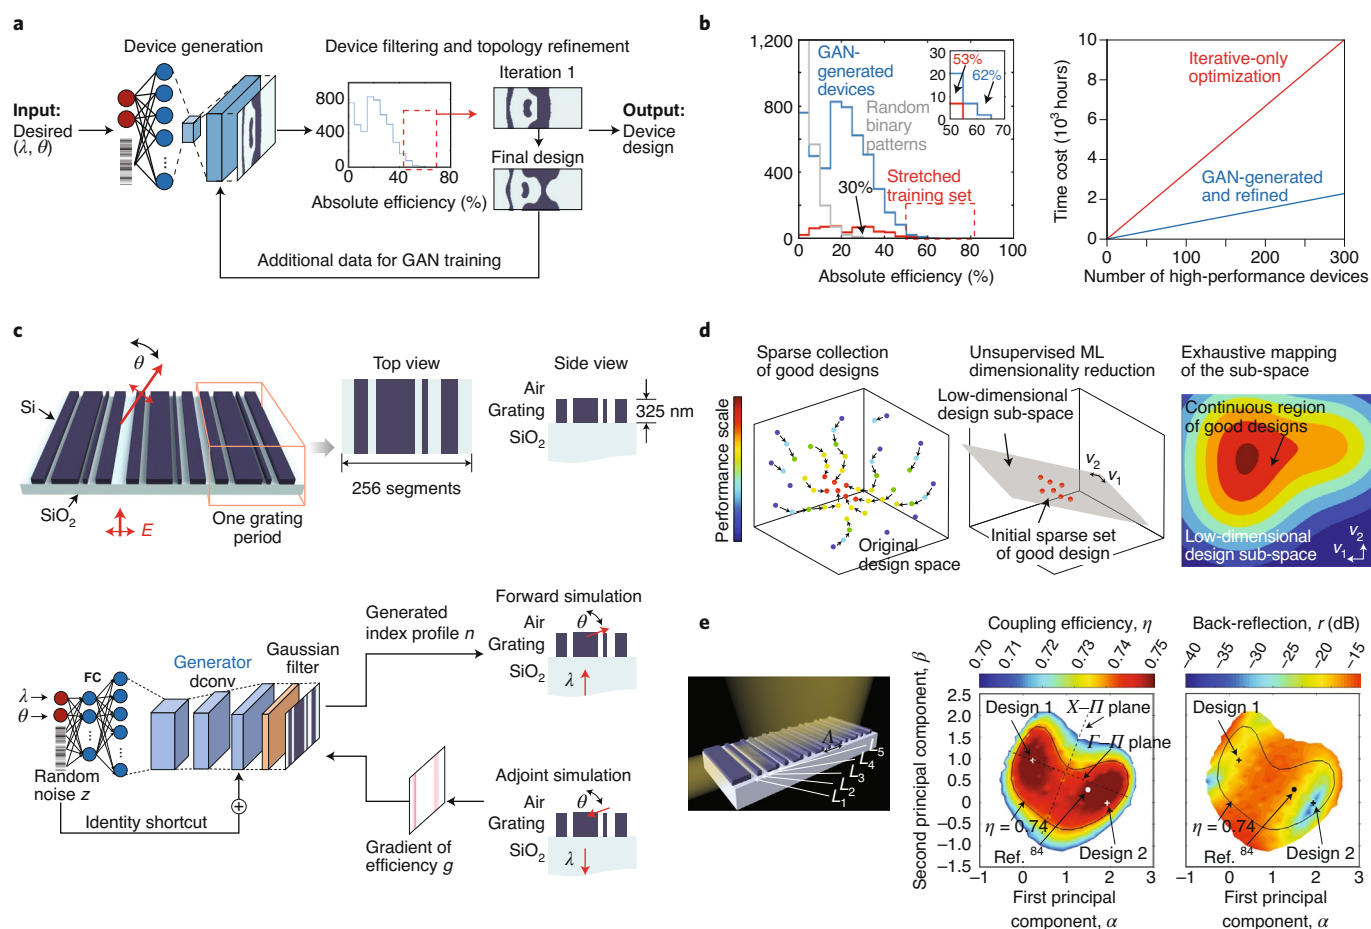 a
Device generation
Device filtering and topology refinement
Input:
Desired
(λ, θ)
800
400
0
0
40
80
Absolute efficiency (%)
Iteration 1
Final design
Output:
Device
design
Additional data for GAN training
b
1,200
800
400
0
0
20
40
60
80
100
Absolute efficiency (%)
GAN-
generated
devices
Random
binary
patterns
Stretched
training set
30%
30
20
10
0
50
60
70
53%
62%
Time cost (10³ hours)
10
8
6
4
2
0
0
100
200
300
Number of high-performance devices
Iterative-only
optimization
GAN-generated
and refined
c
θ
Si
SiO₂
E
One grating
period
Top view
256 segments
Side view
Air
Grating
SiO₂
325 nm
λ
θ
FC
Generator
dconv
Gaussian
filter
Random
noise z
Identity shortcut
Generated
index profile n
Forward simulation
Air
Grating
SiO₂
θ
λ
Gradient of
efficiency g
Adjoint simulation
Air
Grating
SiO₂
θ
λ
d
Sparse collection
of good designs
Performance scale
Original
design space
Unsupervised ML
dimensionality reduction
Low-dimensional
design sub-space
V₂
V₁
Initial sparse set
of good design
Exhaustive mapping
of the sub-space
Continuous region
of good designs
Low-dimensional
design sub-space
V₂
V₁
e
Λ
L₅
L₄
L₃
L₂
L₁
Coupling efficiency, η
0.70
0.71
0.72
0.73
0.74
0.75
Second principal component, β
2.5
2.0
1.5
1.0
0.5
0
−0.5
−1.0
−1.5
Design 1
X–Π plane
Γ–Π plane
η = 0.74
Ref. 84
Design 2
−1
0
1
2
3
First principal
component, α
Back-reflection, r (dB)
−40
−35
−30
−25
−20
−15
Design 1
η = 0.74
Ref. 84
Design 2
−1
0
1
2
3
First principal
component, α